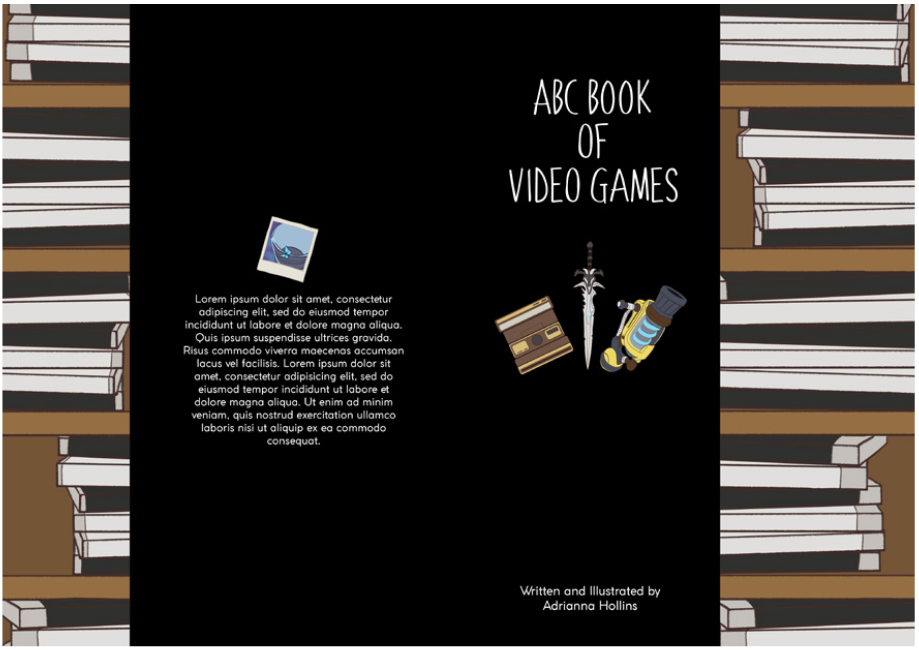 ABC BOOK
OF
VIDEO GAMES
Lorem ipsum dolor sit amet, consectetur
adipiscing elit, sed do eiusmod tempor
incididunt ut labore et dolore magna aliqua.
Quis ipsum suspendisse ultrices gravida.
Risus commodo viverra maecenas accumsan
lacus vel facilisis. Lorem ipsum dolor sit
amet, consectetur adipisicing elit, sed do
eiusmod tempor incididunt ut labore et
dolore magna aliqua. Ut enim ad minim
veniam, quis nostrud exercitation ullamco
laboris nisi ut aliquip ex ea commodo
consequat.
Written and Illustrated by
Adrianna Hollins